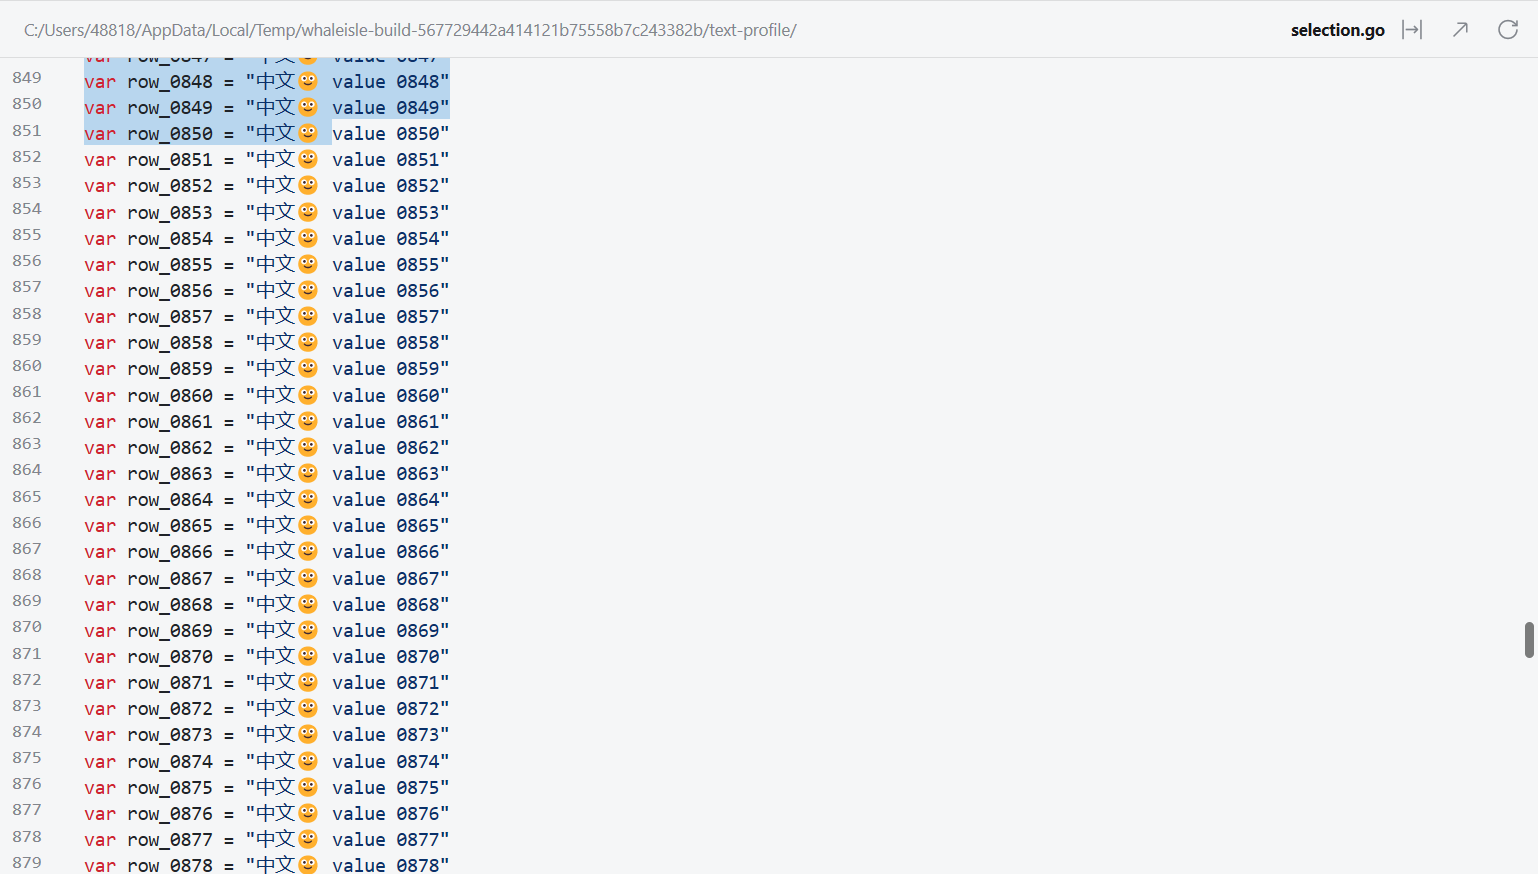 C:/Users/48818/AppData/Local/Temp/whaleisle-build-567729442a414121b75558b7c243382b/text-profile/ selection.go
var row_0847 = "中文🙂 value 0847"
849 var row_0848 = "中文🙂 value 0848"
850 var row_0849 = "中文🙂 value 0849"
851 var row_0850 = "中文🙂 value 0850"
852 var row_0851 = "中文🙂 value 0851"
853 var row_0852 = "中文🙂 value 0852"
854 var row_0853 = "中文🙂 value 0853"
855 var row_0854 = "中文🙂 value 0854"
856 var row_0855 = "中文🙂 value 0855"
857 var row_0856 = "中文🙂 value 0856"
858 var row_0857 = "中文🙂 value 0857"
859 var row_0858 = "中文🙂 value 0858"
860 var row_0859 = "中文🙂 value 0859"
861 var row_0860 = "中文🙂 value 0860"
862 var row_0861 = "中文🙂 value 0861"
863 var row_0862 = "中文🙂 value 0862"
864 var row_0863 = "中文🙂 value 0863"
865 var row_0864 = "中文🙂 value 0864"
866 var row_0865 = "中文🙂 value 0865"
867 var row_0866 = "中文🙂 value 0866"
868 var row_0867 = "中文🙂 value 0867"
869 var row_0868 = "中文🙂 value 0868"
870 var row_0869 = "中文🙂 value 0869"
871 var row_0870 = "中文🙂 value 0870"
872 var row_0871 = "中文🙂 value 0871"
873 var row_0872 = "中文🙂 value 0872"
874 var row_0873 = "中文🙂 value 0873"
875 var row_0874 = "中文🙂 value 0874"
876 var row_0875 = "中文🙂 value 0875"
877 var row_0876 = "中文🙂 value 0876"
878 var row_0877 = "中文🙂 value 0877"
879 var row_0878 = "中文🙂 value 0878"